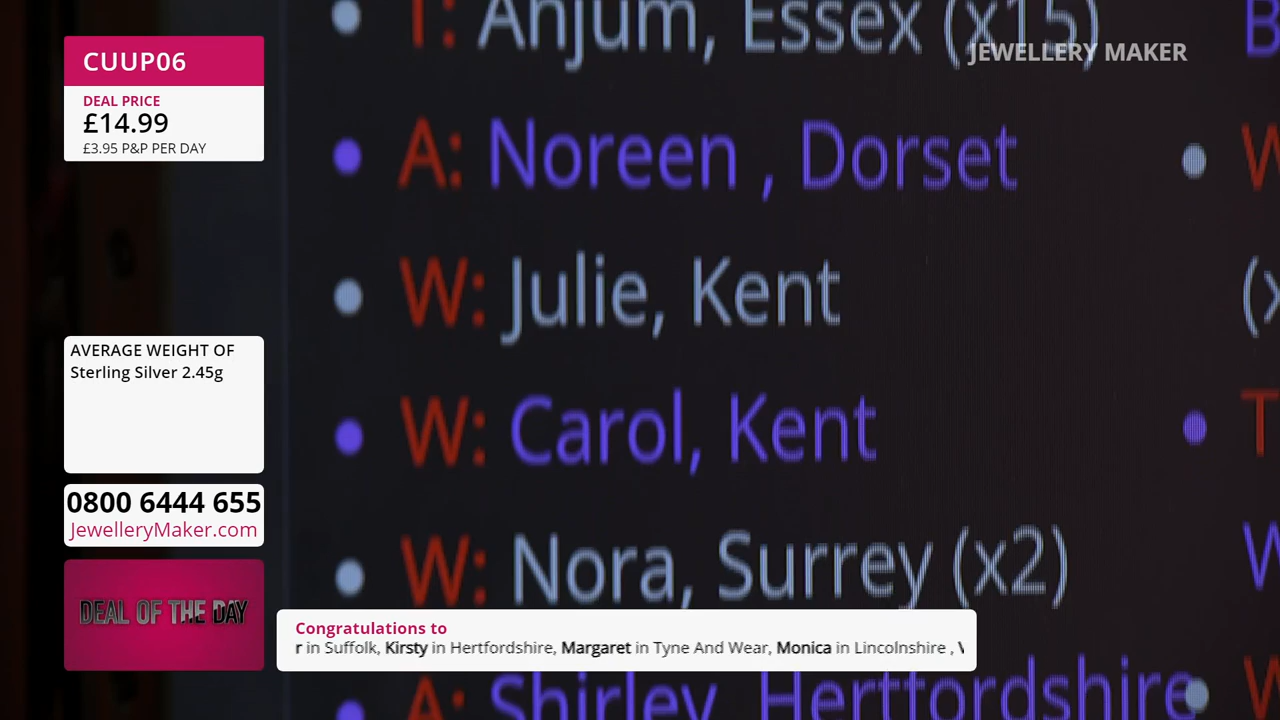 CUUP06
DEAL PRICE
£14.99
£3.95 P&P PER DAY
AVERAGE WEIGHT OF
Sterling Silver 2.45g
0800 6444 655
JewelleryMaker.com
DEAL OF THE DAY
JEWELLERY MAKER
T: Anjum, Essex (x15)
A: Noreen , Dorset
W: Julie, Kent
W: Carol, Kent
W: Nora, Surrey (x2)
A: Shirley, Hertfordshire
Congratulations to
r in Suffolk, Kirsty in Hertfordshire, Margaret in Tyne And Wear, Monica in Lincolnshire ,